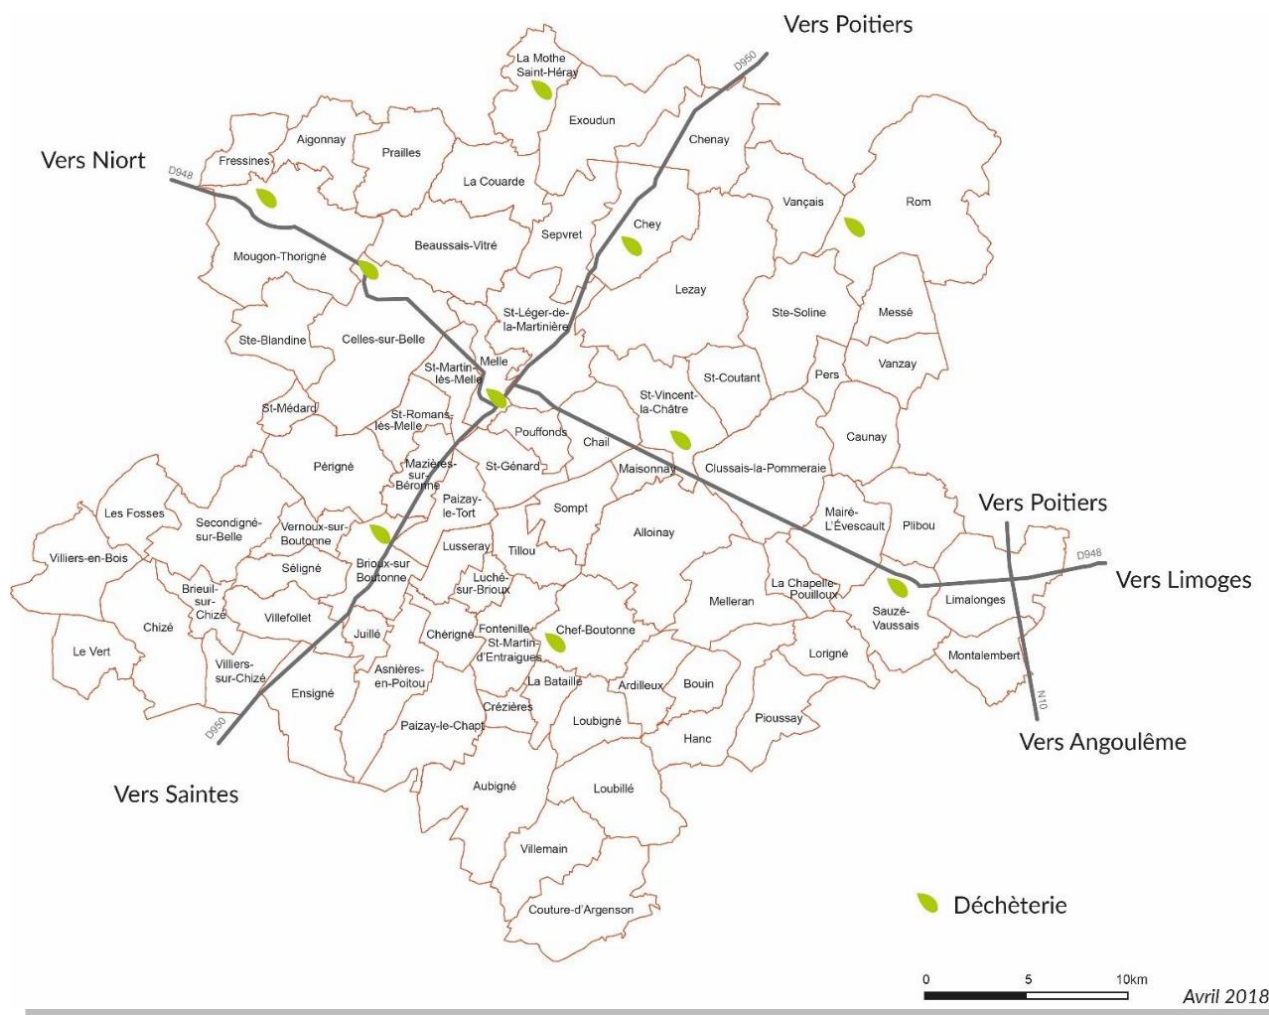 Vers Poitiers
D950
La Mothe
Saint-Héray
Exoudun
Chenay
Aigonnay
Prailles
Fressines
Vers Niort
D948
La Couarde
Vançais
Rom
Chey
Sepvret
Beaussais-Vitré
Mougon-Thorigné
Lezay
St-Léger-de-
la-Martinière
Ste-Soline
Messé
Ste-Blandine
Celles-sur-Belle
Melle
St-Martin-
lès-Melle
St-Coutant
Pers
Vanzay
St-Vincent-
la-Châtre
St-Médard
St-Romans-
lès-Melle
Pouffonds
Chail
Caunay
Périgné
Mazières-
sur-
Béronne
St-Génard
Maisonnay
Clussais-la-Pommeraie
Paizay-
le-Tort
Sompt
Les Fosses
Secondigné-
sur-Belle
Vernoux-sur-
Boutonne
Alloinay
Mairé-
L'Évescault
Plibou
Vers Poitiers
Villiers-en-Bois
Séligné
Brioux-sur
Boutonne
Lusseray
Tillou
D948
Vers Limoges
Luché-
sur-Brioux
La Chapelle-
Pouilloux
Brieuil-
sur-
Chizé
Villefollet
Melleran
Sauzé-
Vaussais
Limalonges
Chizé
Juillé
Chérigné
Fontenille-
St-Martin-
d'Entraigues
Chef-Boutonne
Le Vert
Lorigné
Montalembert
Villiers-
sur-Chizé
Asnières-
en-Poitou
Ensigné
La Bataille
Ardilleux
Bouin
N10
Crézières
Loubigné
Pioussay
Paizay-le-Chapt
Hanc
D950
Vers Angoulême
Vers Saintes
Aubigné
Loubillé
Villemain
Couture-d'Argenson
Déchèterie
0 5 10km
Avril 2018